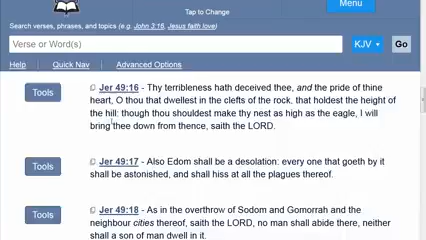 Menu
Tap to Change
Search verses, phrases, and topics (e.g. John 3:16, Jesus faith love)
Verse or Word(s) KJV Go
Help Quick Nav Advanced Options
Tools Jer 49:16 - Thy terribleness hath deceived thee, and the pride of thine
heart, O thou that dwellest in the clefts of the rock, that holdest the height of
the hill: though thou shouldest make thy nest as high as the eagle, I will
bring thee down from thence, saith the LORD.
Tools Jer 49:17 - Also Edom shall be a desolation: every one that goeth by it
shall be astonished, and shall hiss at all the plagues thereof.
Tools Jer 49:18 - As in the overthrow of Sodom and Gomorrah and the
neighbour cities thereof, saith the LORD, no man shall abide there, neither
shall a son of man dwell in it.